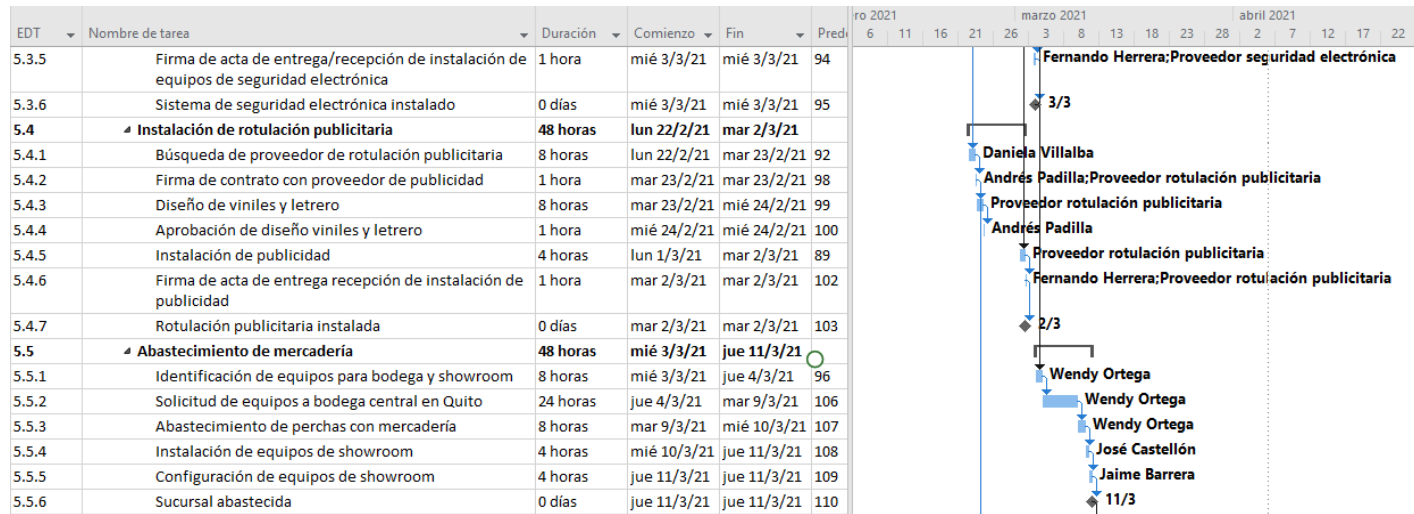 ro 2021 marzo 2021 abril 2021
EDT Nombre de tarea Duración Comienzo Fin Pred 6 11 16 21 26 3 8 13 18 23 28 2 7 12 17 22
5.3.5 Firma de acta de entrega/recepción de instalación de 1 hora mié 3/3/21 mié 3/3/21 94 Fernando Herrera;Proveedor seguridad electrónica
equipos de seguridad electrónica
5.3.6 Sistema de seguridad electrónica instalado 0 días mié 3/3/21 mié 3/3/21 95 3/3
5.4 Instalación de rotulación publicitaria 48 horas lun 22/2/21 mar 2/3/21
5.4.1 Búsqueda de proveedor de rotulación publicitaria 8 horas lun 22/2/21 mar 23/2/21 92 Daniela Villalba
5.4.2 Firma de contrato con proveedor de publicidad 1 hora mar 23/2/21 mar 23/2/21 98 Andrés Padilla;Proveedor rotulación publicitaria
5.4.3 Diseño de viniles y letrero 8 horas mar 23/2/21 mié 24/2/21 99 Proveedor rotulación publicitaria
5.4.4 Aprobación de diseño viniles y letrero 1 hora mié 24/2/21 mié 24/2/21 100 Andrés Padilla
5.4.5 Instalación de publicidad 4 horas lun 1/3/21 mar 2/3/21 89 Proveedor rotulación publicitaria
5.4.6 Firma de acta de entrega recepción de instalación de 1 hora mar 2/3/21 mar 2/3/21 102 Fernando Herrera;Proveedor rotulación publicitaria
publicidad
5.4.7 Rotulación publicitaria instalada 0 días mar 2/3/21 mar 2/3/21 103 2/3
5.5 Abastecimiento de mercadería 48 horas mié 3/3/21 jue 11/3/21
5.5.1 Identificación de equipos para bodega y showroom 8 horas mié 3/3/21 jue 4/3/21 96 Wendy Ortega
5.5.2 Solicitud de equipos a bodega central en Quito 24 horas jue 4/3/21 mar 9/3/21 106 Wendy Ortega
5.5.3 Abastecimiento de perchas con mercadería 8 horas mar 9/3/21 mié 10/3/21 107 Wendy Ortega
5.5.4 Instalación de equipos de showroom 4 horas mié 10/3/21 jue 11/3/21 108 José Castellón
5.5.5 Configuración de equipos de showroom 4 horas jue 11/3/21 jue 11/3/21 109 Jaime Barrera
5.5.6 Sucursal abastecida 0 días jue 11/3/21 jue 11/3/21 110 11/3